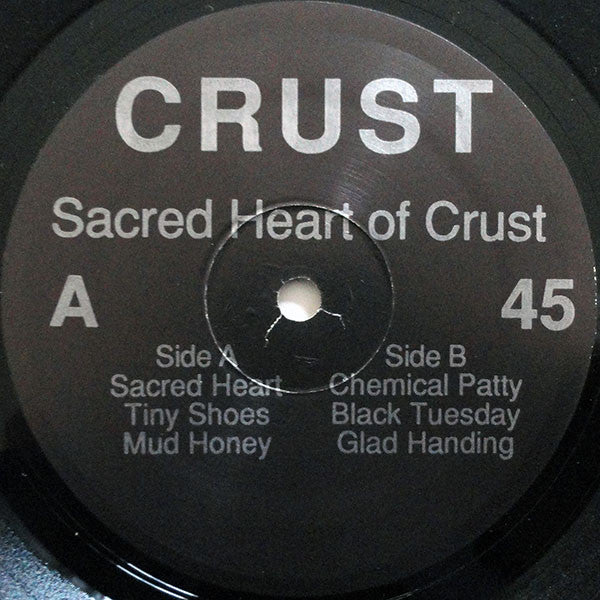 CRUST
Sacred Heart of Crust
A 45
Side A
Sacred Heart
Tiny Shoes
Mud Honey
Side B
Chemical Patty
Black Tuesday
Glad Handing